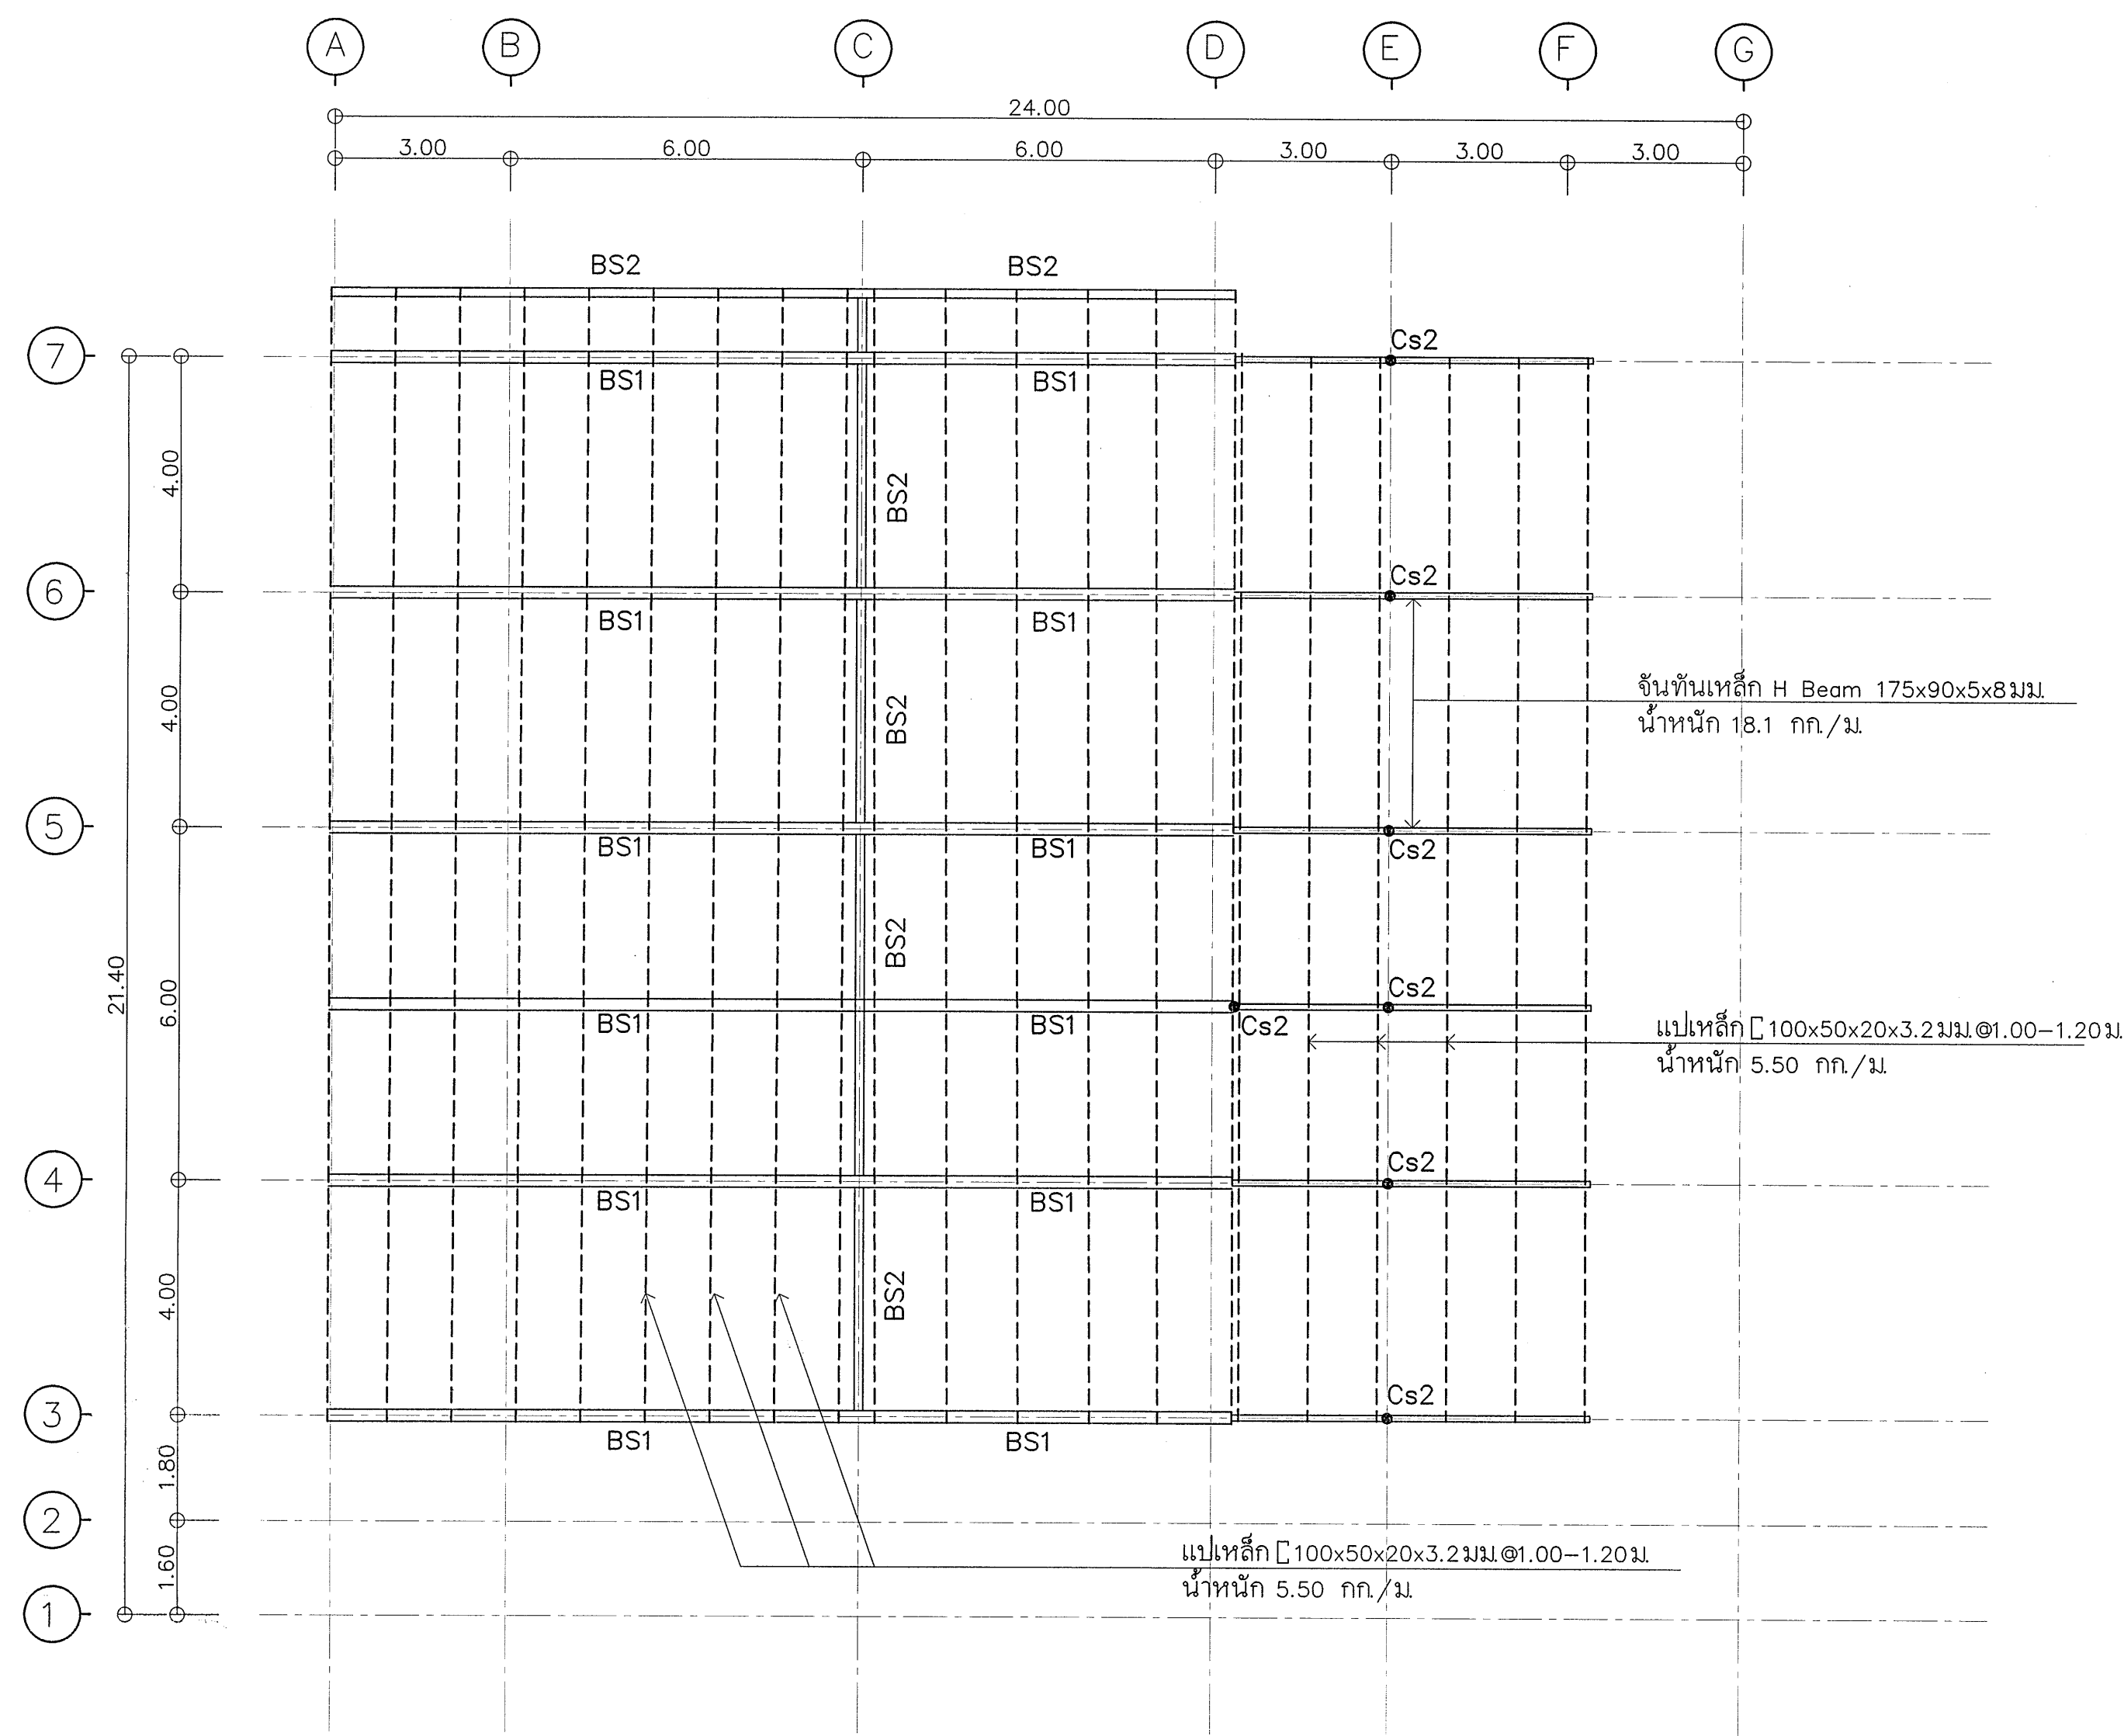 A B C D E F G
24.00
3.00 6.00 6.00 3.00 3.00 3.00
BS2 BS2
7
Cs2
BS1 BS1
4.00
BS2
6
Cs2
BS1 BS1
จันทันเหล็ก H Beam 175x90x5x8มม.
น้ำหนัก 18.1 กก./ม.
4.00
BS2
5
BS1 BS1 Cs2
BS2
21.40
6.00
Cs2
BS1 BS1 Cs2
แปเหล็ก [100x50x20x3.2มม.@1.00-1.20ม.
น้ำหนัก 5.50 กก./ม.
4
Cs2
BS1 BS1
4.00
BS2
3
Cs2
BS1 BS1
1.80
2
1.60
แปเหล็ก [100x50x20x3.2มม.@1.00-1.20ม.
น้ำหนัก 5.50 กก./ม.
1